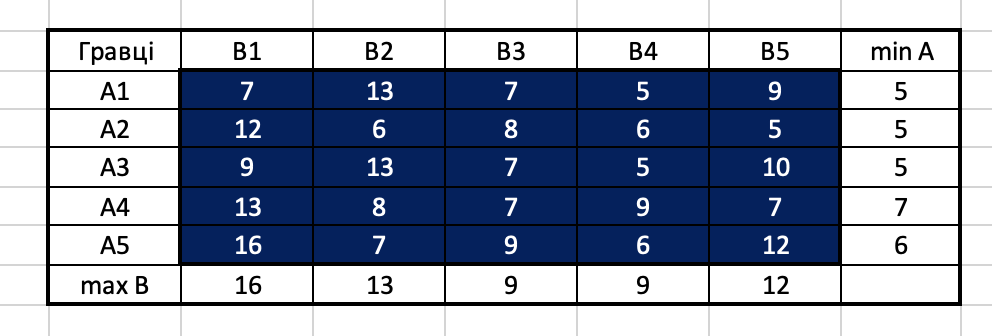 Гравці B1 B2 B3 B4 B5 min A
A1 7 13 7 5 9 5
A2 12 6 8 6 5 5
A3 9 13 7 5 10 5
A4 13 8 7 9 7 7
A5 16 7 9 6 12 6
max B 16 13 9 9 12